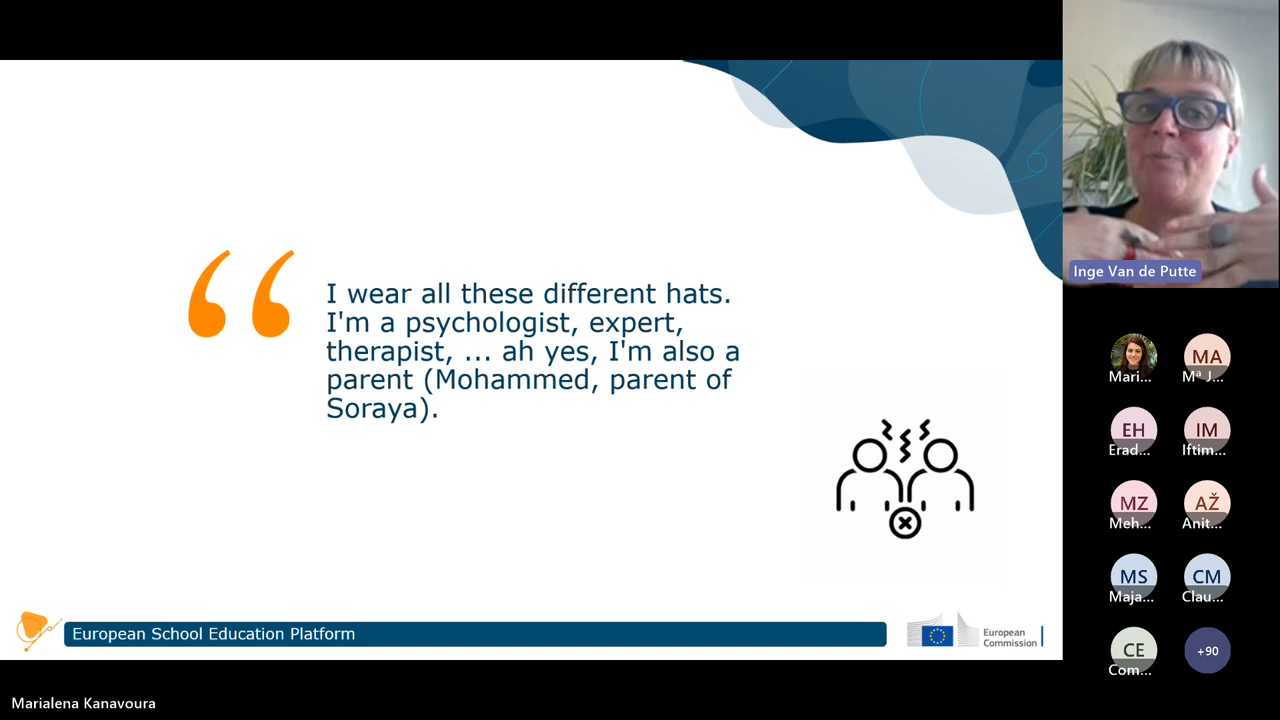 I wear all these different hats.
I'm a psychologist, expert,
therapist, ... ah yes, I'm also a
parent (Mohammed, parent of
Soraya).
European School Education Platform
European
Commission
Inge Van de Putte
Mari...
MA
Mª J...
EH
Erad...
IM
Iftim...
MZ
Meh...
AŽ
Anit...
MS
Maja...
CM
Clau...
CE
Com...
+90
Marialena Kanavoura